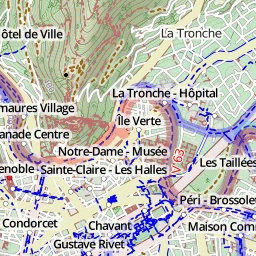 ôtel de Ville
La Tronche
La Tronche - Hôpital
maures Village
Île Verte
anade Centre
Notre-Dame - Musée
A 63
Les Taillées
enoble
Sainte-Claire - Les Halles
Péri - Brossolet
Condorcet
Chavant
Maison Com
Gustave Rivet